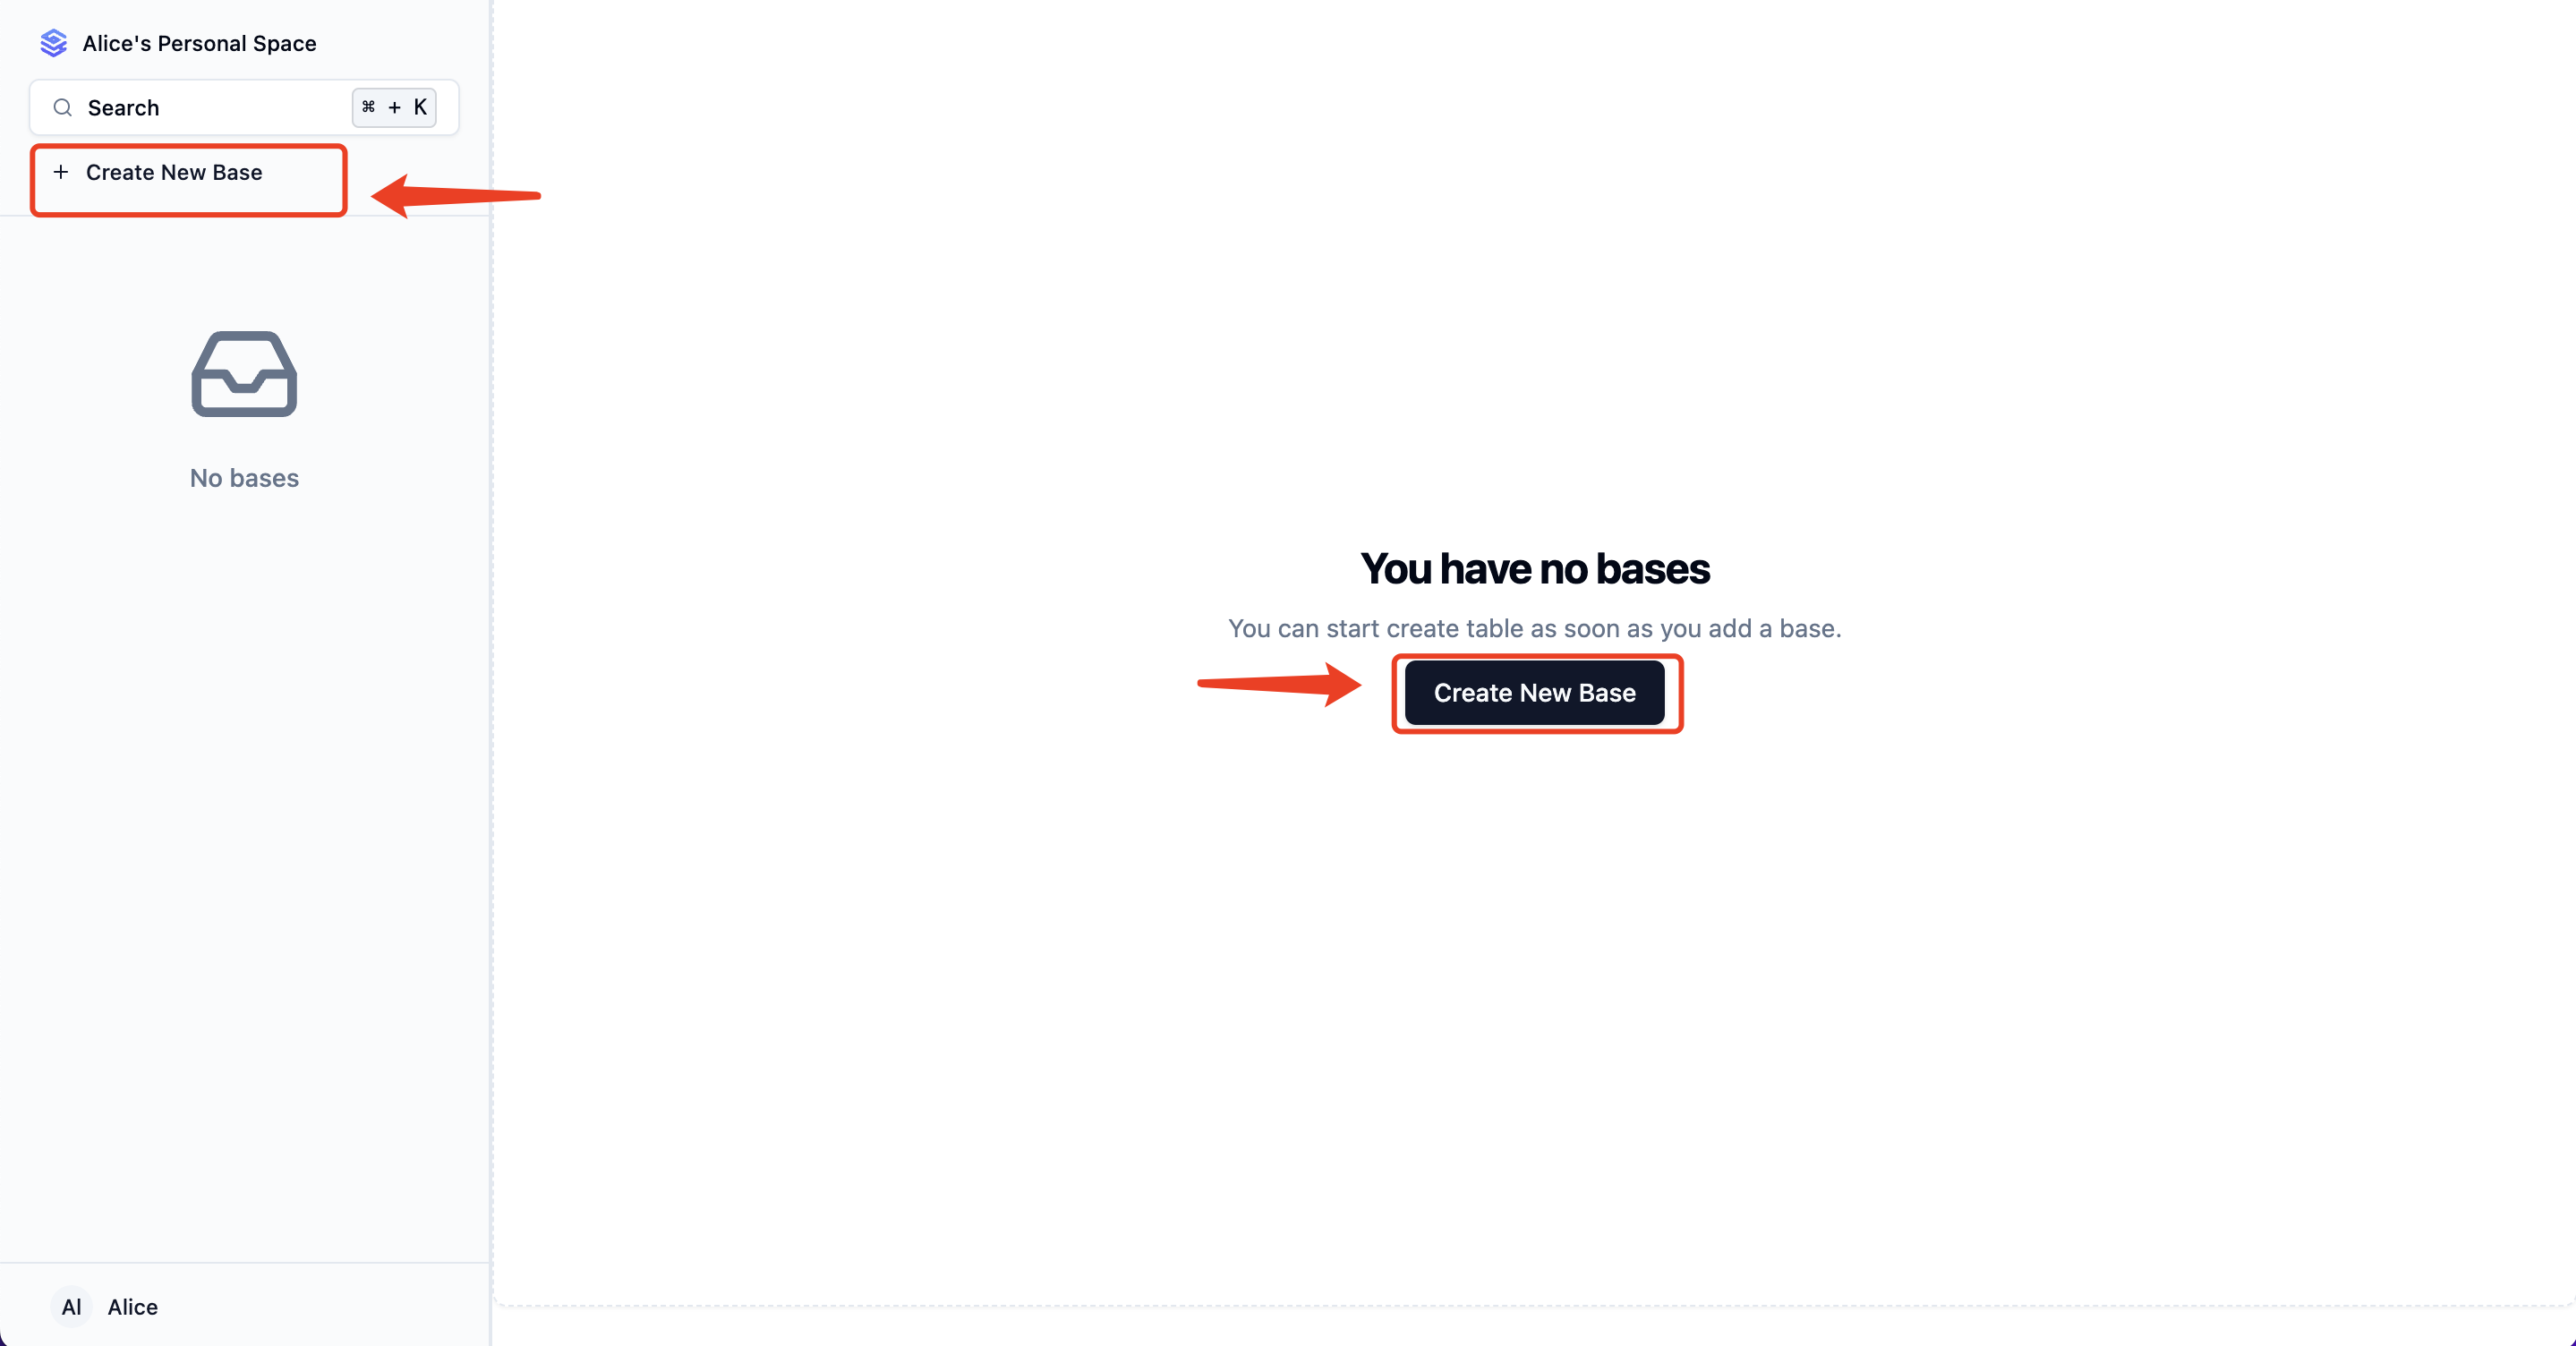 Alice's Personal Space
Search ⌘ + K
+ Create New Base
No bases
You have no bases
You can start create table as soon as you add a base.
Create New Base
Al Alice